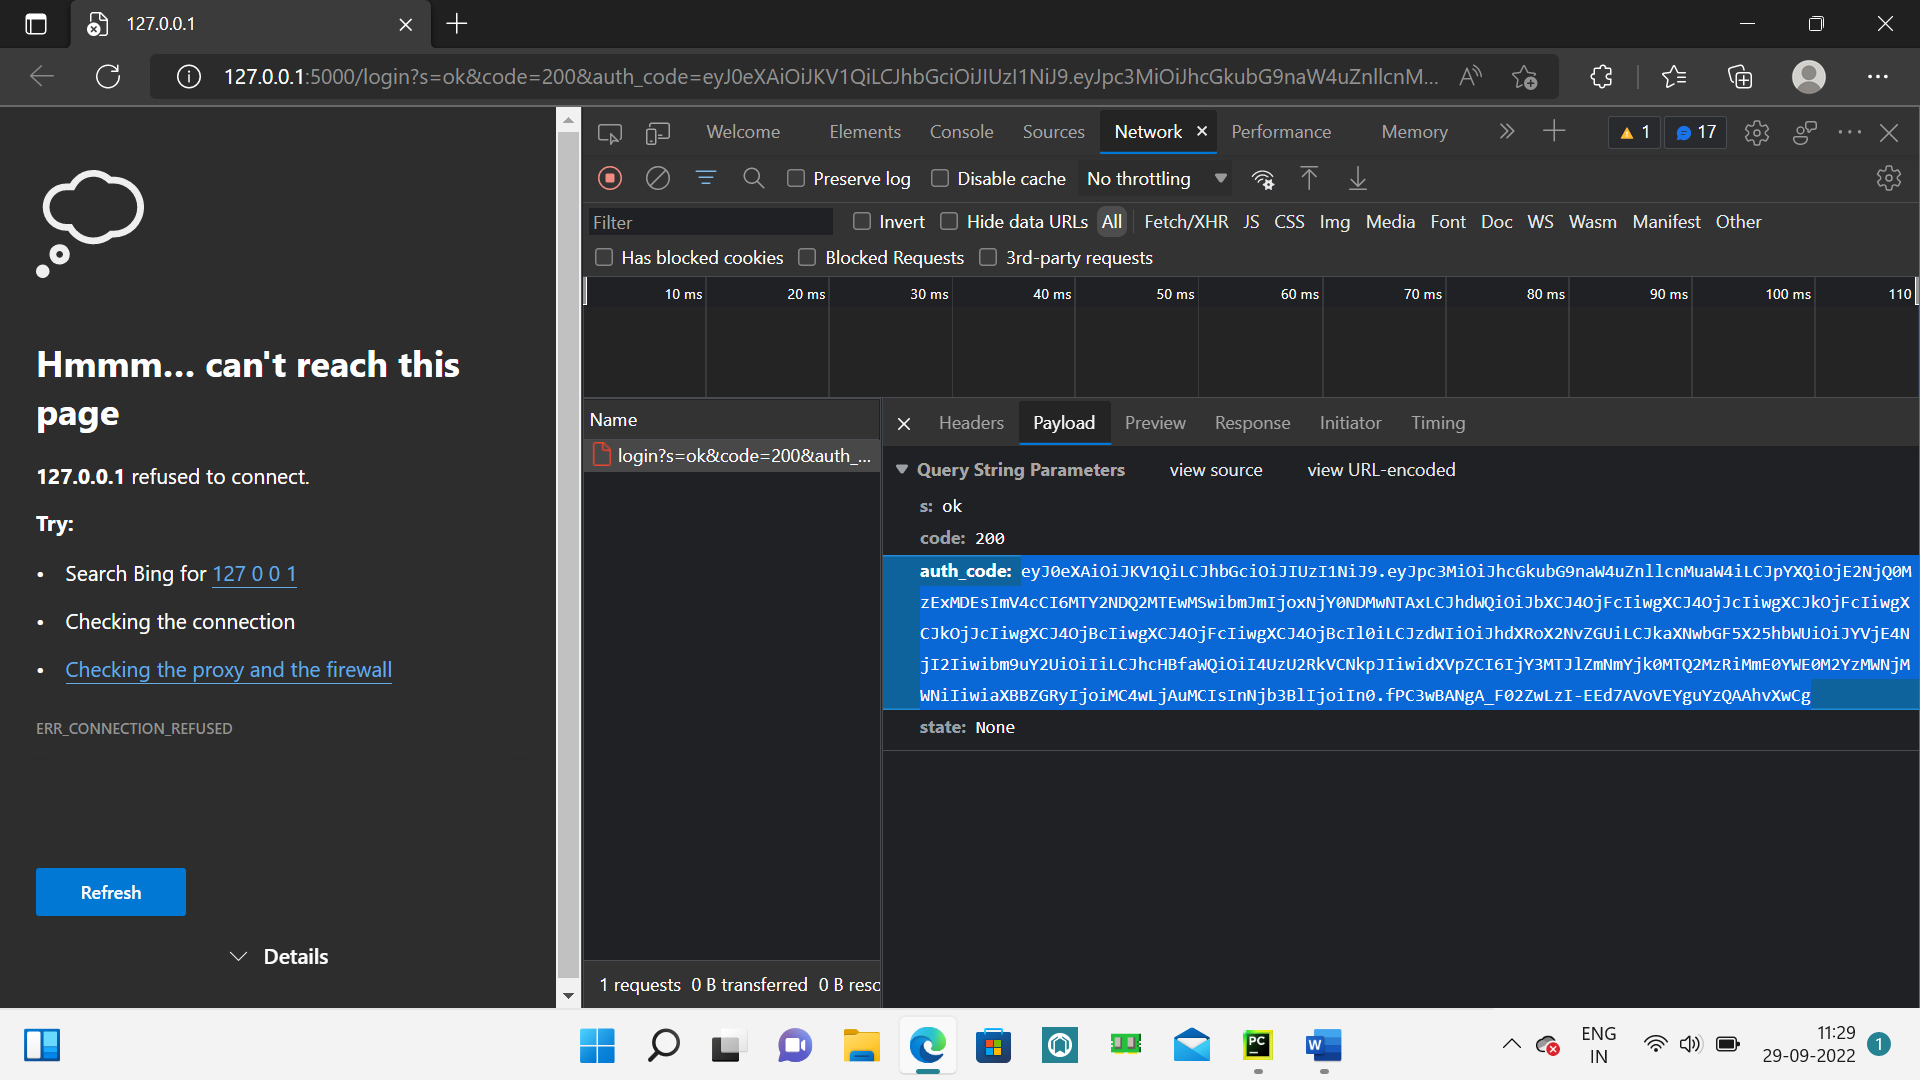 127.0.0.1
127.0.0.1:5000/login?s=ok&code=200&auth_code=eyJ0eXAiOiJKV1QiLCJhbGciOiJIUzI1NiJ9.eyJpc3MiOiJhcGkubG9naW4uZnllcnM...
Welcome Elements Console Sources Network Performance Memory 1 17
Preserve log Disable cache No throttling
Filter Invert Hide data URLs All Fetch/XHR JS CSS Img Media Font Doc WS Wasm Manifest Other
Has blocked cookies Blocked Requests 3rd-party requests
10 ms 20 ms 30 ms 40 ms 50 ms 60 ms 70 ms 80 ms 90 ms 100 ms 110
Hmmm... can't reach this
page
127.0.0.1 refused to connect.
Try:
• Search Bing for 127 0 0 1
• Checking the connection
• Checking the proxy and the firewall
ERR_CONNECTION_REFUSED
Refresh
Details
Name
login?s=ok&code=200&auth_...
1 requests 0 B transferred 0 B resc
Headers Payload Preview Response Initiator Timing
Query String Parameters view source view URL-encoded
s: ok
code: 200
auth_code: eyJ0eXAiOiJKV1QiLCJhbGciOiJIUzI1NiJ9.eyJpc3MiOiJhcGkubG9naW4uZnllcnMuaW4iLCJpYXQiOjE2NjQ0M
zExMDEsImV4cCI6MTY2NDQ2MTEwMSwibmJmIjoxNjY0NDMwNTAxLCJhdWQiOiJbXCJ4OjFcIiwgXCJ4OjJcIiwgXCJkOjFcIiwgX
CJkOjJcIiwgXCJ4OjBcIiwgXCJ4OjFcIiwgXCJ4OjBcIl0iLCJzdWIiOiJhdXRoX2NvZGUiLCJkaXNwbGF5X25hbWUiOiJYVjE4N
jI2Iiwibm9uY2UiOiIiLCJhcHBfaWQiOiI4UzU2RkVCNkpJIiwidXVpZCI6IjY3MTJlZmNmYjk0MTQ2MzRiMmE0YWE0M2YzMWNjM
WNiIiwiaXBBZGRyIjoiMC4wLjAuMCIsInNjb3BlIjoiIn0.fPC3wBANgA_F02ZwLzI-EEd7AVoVEYguYzQAAhvXwCg
state: None
PC
W
ENG
IN
11:29
29-09-2022
1